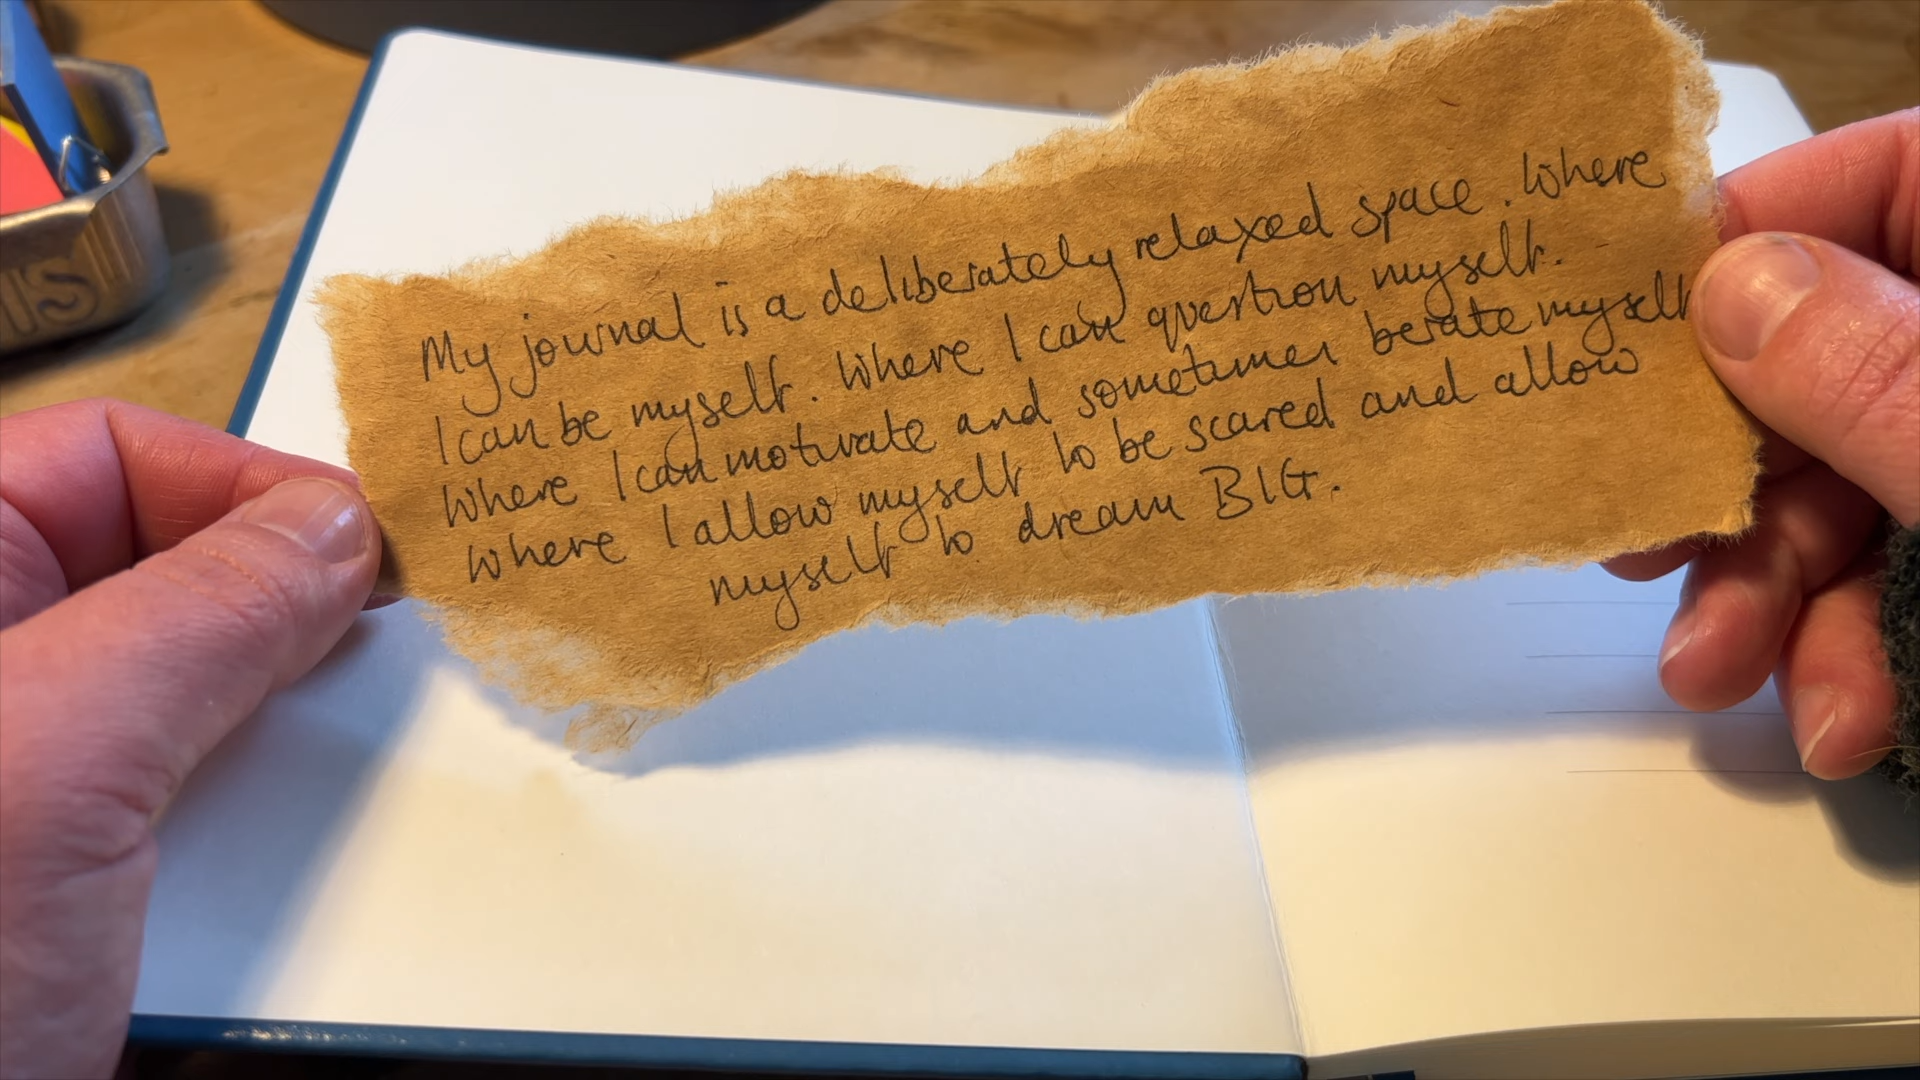 My journal is a deliberately relaxed space. Where
I can be myself. Where I can question myself.
Where I can motivate and sometimes berate myself
Where I allow myself to be scared and allow
myself to dream BIG.
IS